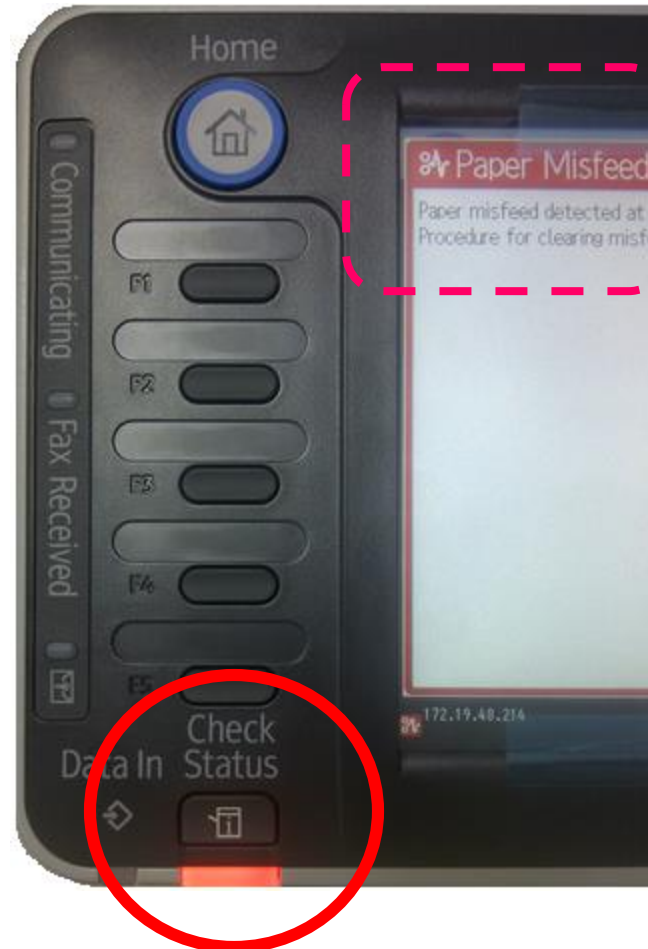 Home
Communicating
Fax Received
F1
F2
F3
F4
F5
Check
Data In Status
Paper Misfeed
Paper misfeed detected at
Procedure for clearing
172.19.48.214